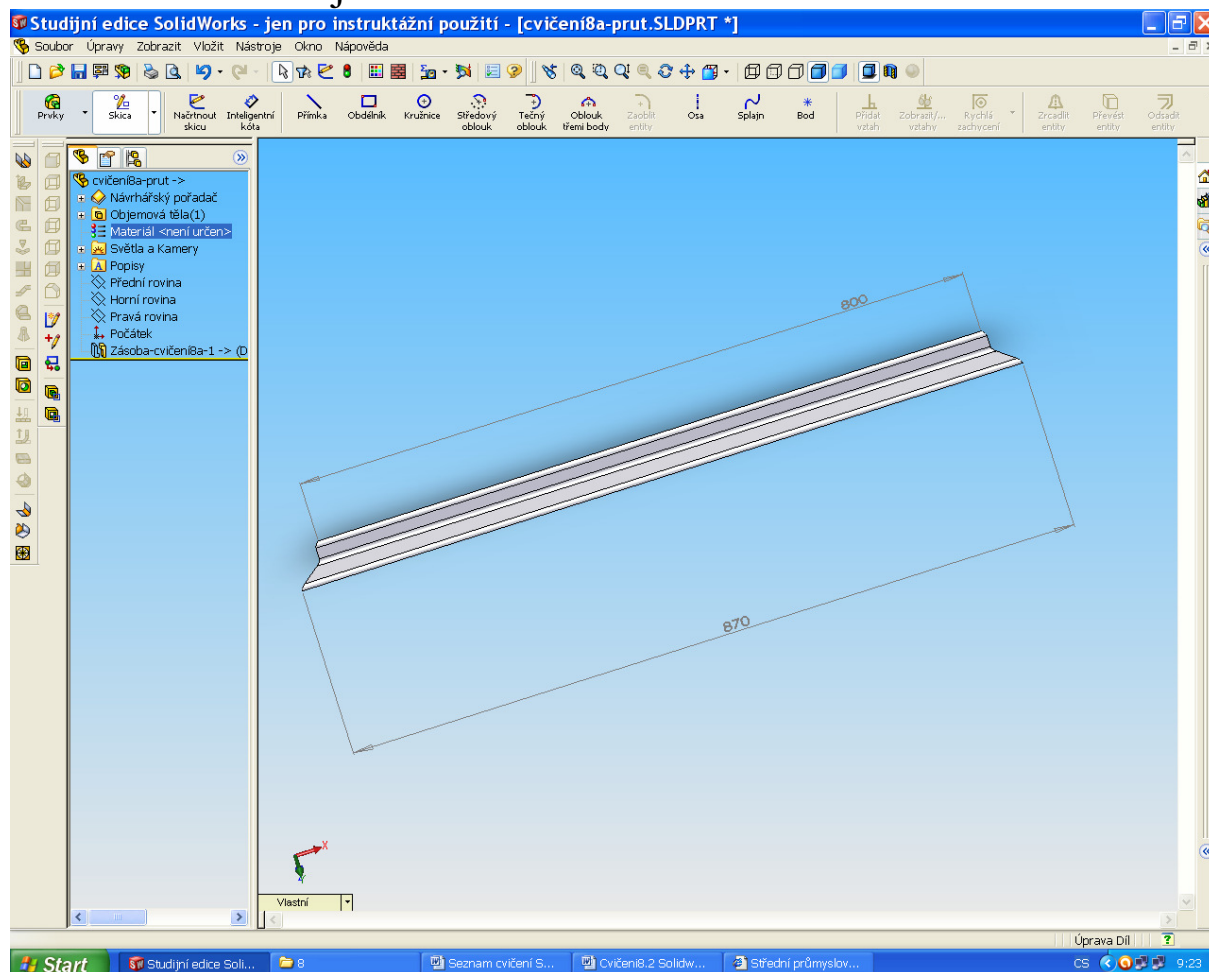 Studijní edice SolidWorks - jen pro instruktážní použití - [cvičení8a-prut.SLDPRT *]
Soubor Úpravy Zobrazit Vložit Nástroje Okno Nápověda
Prvky Skica Načrtnout skicu Inteligentní kóta Přímka Obdélník Kružnice Středový oblouk Tečný oblouk Oblouk třemi body Zaoblit entity Osa Splajn Bod Přidat vztah Zobrazit/... vztahy Rychlá zachycení Zrcadlit entity Převést entity Odsadit entity
cvičení8a-prut ->
Návrhářský pořadač
Objemová těla(1)
Materiál <není určen>
Světla a Kamery
A Popisy
Přední rovina
Horní rovina
Pravá rovina
Počátek
Zásoba-cvičení8a-1 -> (D
800
870
X
Y
Vlastní
Úprava Díl
Start Studijní edice Soli... 8 Seznam cvičení S... Cvičeni8.2 Solidw... Střední průmyslov... CS 9:23